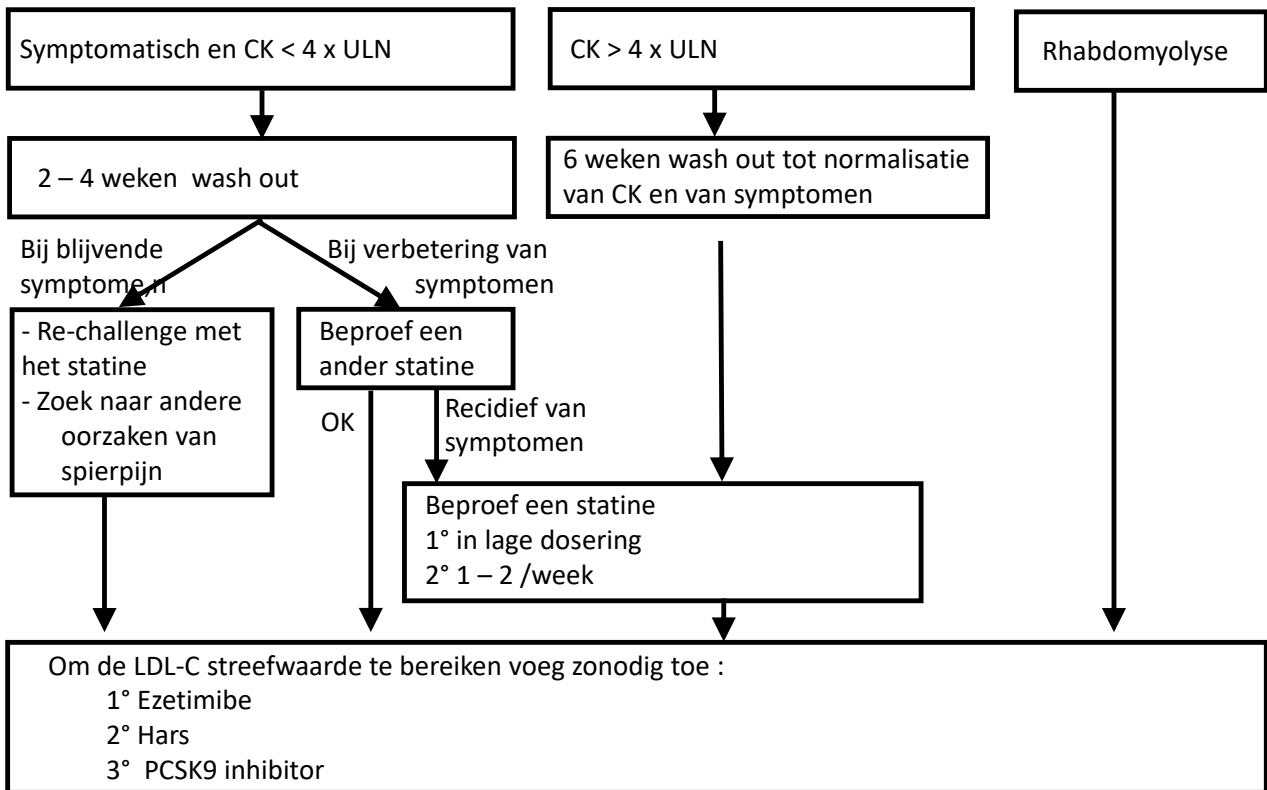 Symptomatisch en CK < 4 x ULN
CK > 4 x ULN
Rhabdomyolyse
2 – 4 weken wash out
6 weken wash out tot normalisatie
van CK en van symptomen
Bij blijvende
symptome,n
Bij verbetering van
symptomen
- Re-challenge met
het statine
- Zoek naar andere
oorzaken van
spierpijn
Beproef een
ander statine
OK
Recidief van
symptomen
Beproef een statine
1° in lage dosering
2° 1 – 2 /week
Om de LDL-C streefwaarde te bereiken voeg zonodig toe :
1° Ezetimibe
2° Hars
3° PCSK9 inhibitor